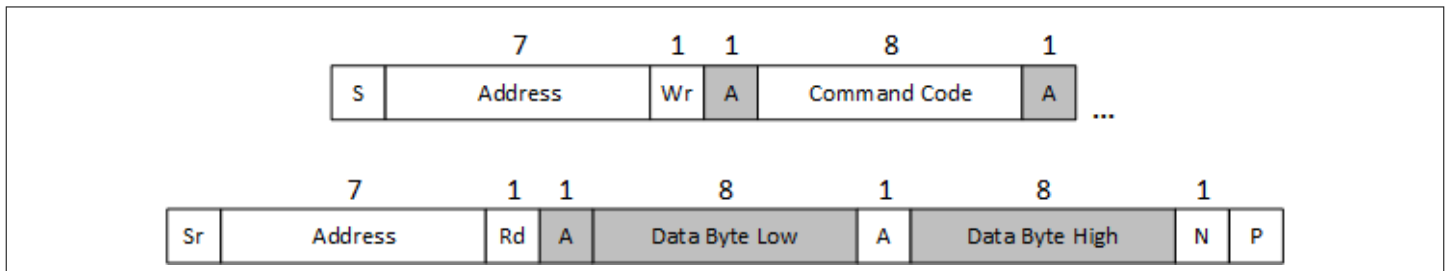 7 1 1 8 1
S Address Wr A Command Code A ...
7 1 1 8 1 8 1
Sr Address Rd A Data Byte Low A Data Byte High N P